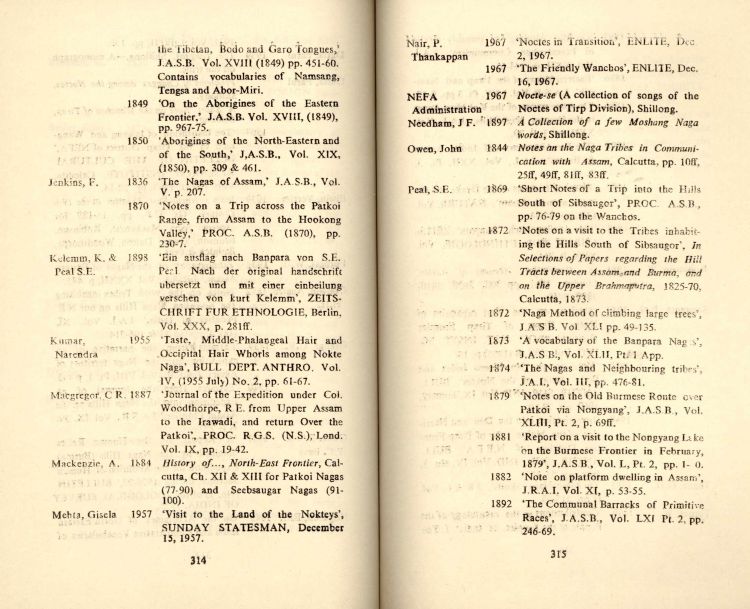 the Tibetan, Bodo and Garo Tongues,'
J.A.S.B. Vol. XVIII (1849) pp. 451-60.
Contains vocabularies of Namsang,
Tengsa and Abor-Miri.
1849 'On the Aborigines of the Eastern
Frontier,' J.A.S.B. Vol. XVIII, (1849),
pp. 967-75.
1850 'Aborigines of the North-Eastern and
of the South,' J,A.S.B., Vol. XIX,
(1850), pp. 309 & 461.
Jenkins, F. 1836 'The Nagas of Assam,' J.A.S.B., Vol.
V. p. 207.
1870 'Notes on a Trip across the Patkoi
Range, from Assam to the Hookong
Valley,' PROC. A.S.B. (1870), pp.
230-7.
Kelemm, K. & 1898 'Ein ausflag nach Banpara von S.E.
Peal S.E. Peal. Nach der original handschrift
ubersetzt und mit einer einbeilung
verschen von kurt Kelemm', ZEITS-
CHRIFT FUR ETHNOLOGIE, Berlin,
Vol. XXX, p. 281ff.
Kumar, 1955 'Taste, Middle-Phalangeal Hair and
Narendra Occipital Hair Whorls among Nokte
Naga', BULL DEPT. ANTHRO. Vol.
IV, (1955 July) No. 2, pp. 61-67.
Macgregor, C R. 1887 'Journal of the Expedition under Col.
Woodthorpe, R.E. from Upper Assam
to the Irawadi, and return Over the
Patkoi', PROC. R.G.S. (N.S.), Lond.
Vol. IX, pp. 19-42.
Mackenzie, A. 1884 History of..., North-East Frontier, Cal-
cutta, Ch. XII & XIII for Patkoi Nagas
(77-90) and Seebsaugar Nagas (91-
100).
Mehta, Gisela 1957 'Visit to the Land of the Nokteys',
SUNDAY STATESMAN, December
15, 1957.
314
Nair, P. 1967 'Noctes in Transition', ENLITE, Dec.
Thankappan 2, 1967.
1967 'The Friendly Wanchos', ENLITE, Dec.
16, 1967.
NEFA 1967 Nocte-se (A collection of songs of the
Administration Noctes of Tirp Division), Shillong.
Needham, J F. 1897 A Collection of a few Moshang Naga
words, Shillong.
Owen, John 1844 Notes an the Naga Tribes in Communi-
cation with Assam, Calcutta, pp. 10ff,
25ff, 49ff, 81ff, 83ff.
Peal, S.E. 1869 'Short Notes of a Trip into the Hills
South of Sibsaugor', PROC. A.S.B.,
pp. 76-79 on the Wanchos.
1872 'Notes on a visit to the Tribes inhabit-
ing the Hills South of Sibsaugor', In
Selections of Papers regarding the Hill
Tracts between Assam and Burma, and
on the Upper Brahmaputra, 1825-70,
Calcutta, 1873.
1872 'Naga Method of climbing large trees',
J.A S B. Vol XLI pp. 49-135.
1873 'A vocabulary of the Banpara Nagas',
J.A.S B., Vol. XLII, Pt. 1 App.
1874 'The Nagas and Neighbouring tribes',
J.A.I., Vol. III, pp. 476-81.
1879 'Notes on the Old Burmese Route over
Patkoi via Nongyang', J.A.S.B., Vol.
XLIII, Pt. 2, p. 69ff.
1881 'Report on a visit to the Nongyang Lake
on the Burmese Frontier in February,
1879', J.A.S.B., Vol. L, Pt. 2, pp.
1882 'Note on platform dwelling in Assam',
J.R.A.I. Vol. XI, p. 53-55.
1892 'The Communal Barracks of Primitive
Races', J.A.S.B., Vol. LXI Pt. 2, pp.
246-69.
315